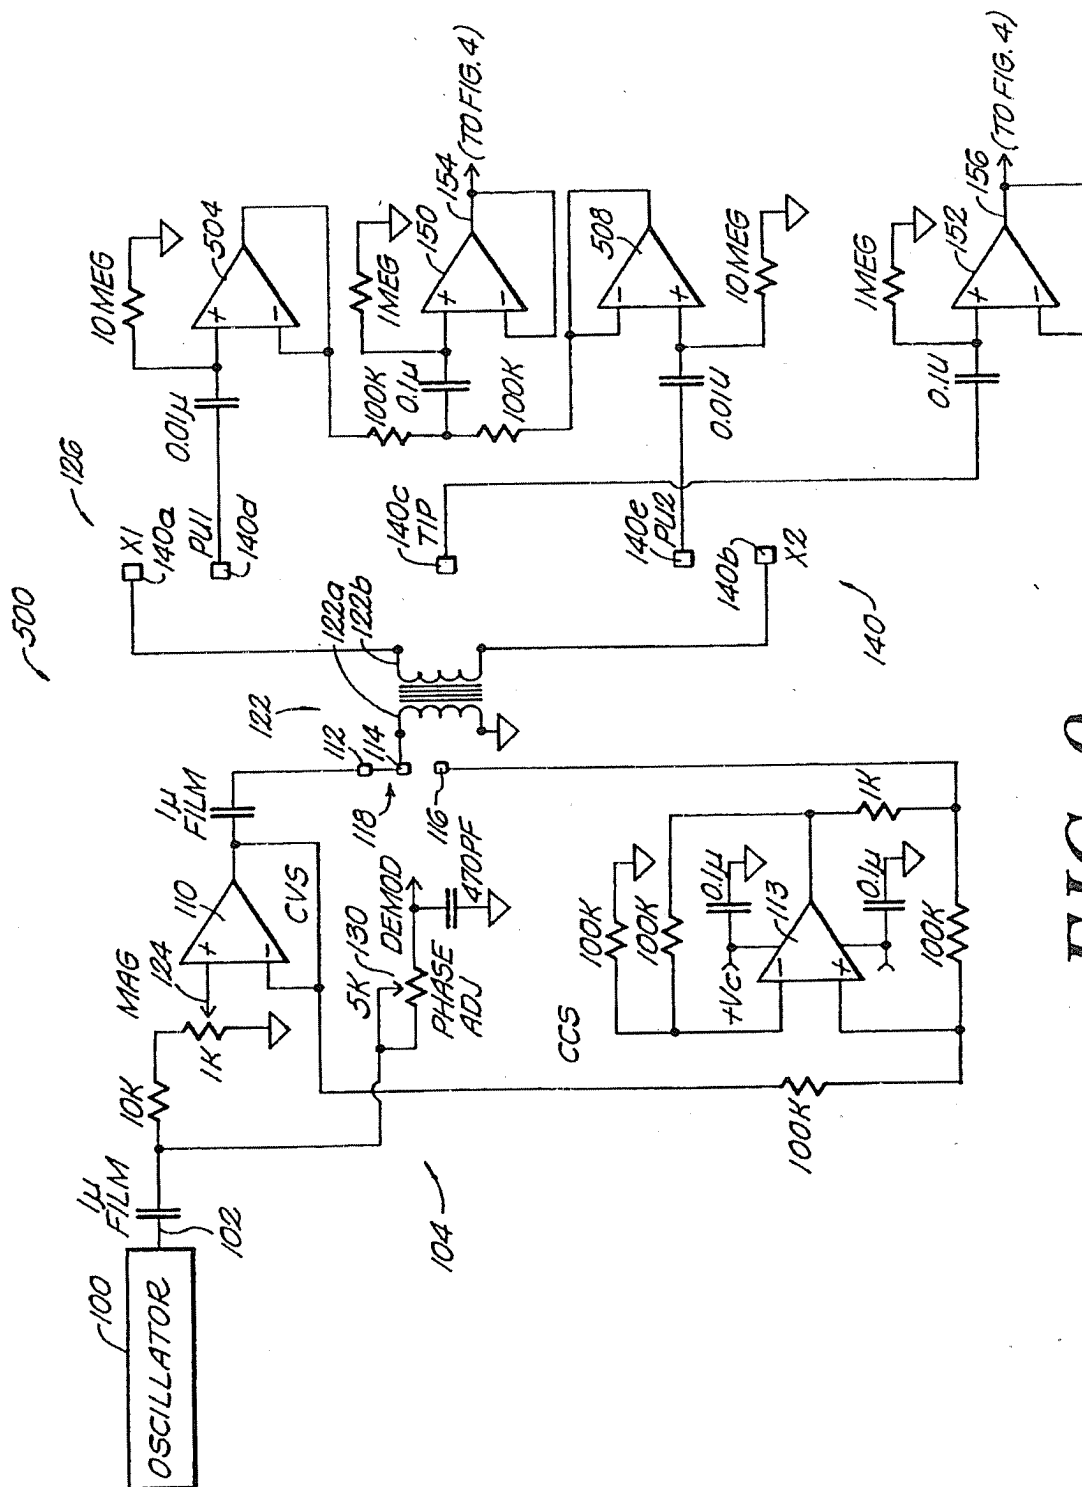 500
126
100
OSCILLATOR
102
1μ
FILM
10K
1K
MAG
124
110
CVS
1μ
FILM
122
112
114
118
116
122a
122b
5K
130
DEMOD
PHASE
ADJ
470PF
104
CCS
100K
100K
100K
100K
+Vc
0.1μ
113
0.1μ
1K
X1
140a
PU1
140d
140c
TIP
140e
PU2
140b
X2
140
0.01μ
10MEG
504
100K
0.1μ
100K
1MEG
150
154
(TO FIG. 4)
508
0.01U
10MEG
0.1U
1MEG
152
156
(TO FIG. 4)